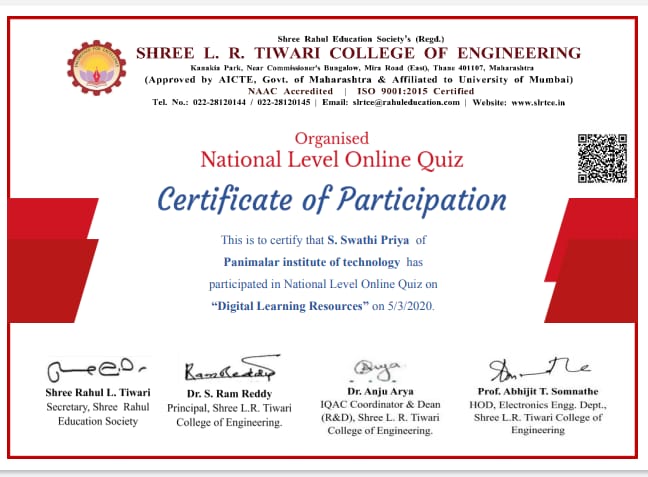 Shree Rahul Education Society's (Regd.)
SHREE L. R. TIWARI COLLEGE OF ENGINEERING
Kanakia Park, Near Commissioner's Bungalow, Mira Road (East), Thane 401107, Maharashtra
(Approved by AICTE, Govt. of Maharashtra & Affiliated to University of Mumbai)
NAAC Accredited | ISO 9001:2015 Certified
Tel. No.: 022-28120144 / 022-28120145 | Email: slrtce@rahuleducation.com | Website: www.slrtce.in
Organised
National Level Online Quiz
Certificate of Participation
This is to certify that S. Swathi Priya of
Panimalar institute of technology has
participated in National Level Online Quiz on
“Digital Learning Resources” on 5/3/2020.
RamReddy
Shree Rahul L. Tiwari
Secretary, Shree Rahul
Education Society
Dr. S. Ram Reddy
Principal, Shree L.R. Tiwari
College of Engineering.
Dr. Anju Arya
IQAC Coordinator & Dean
(R&D), Shree L. R. Tiwari
College of Engineering.
Prof. Abhijit T. Somnathe
HOD, Electronics Engg. Dept.,
Shree L.R. Tiwari College of
Engineering